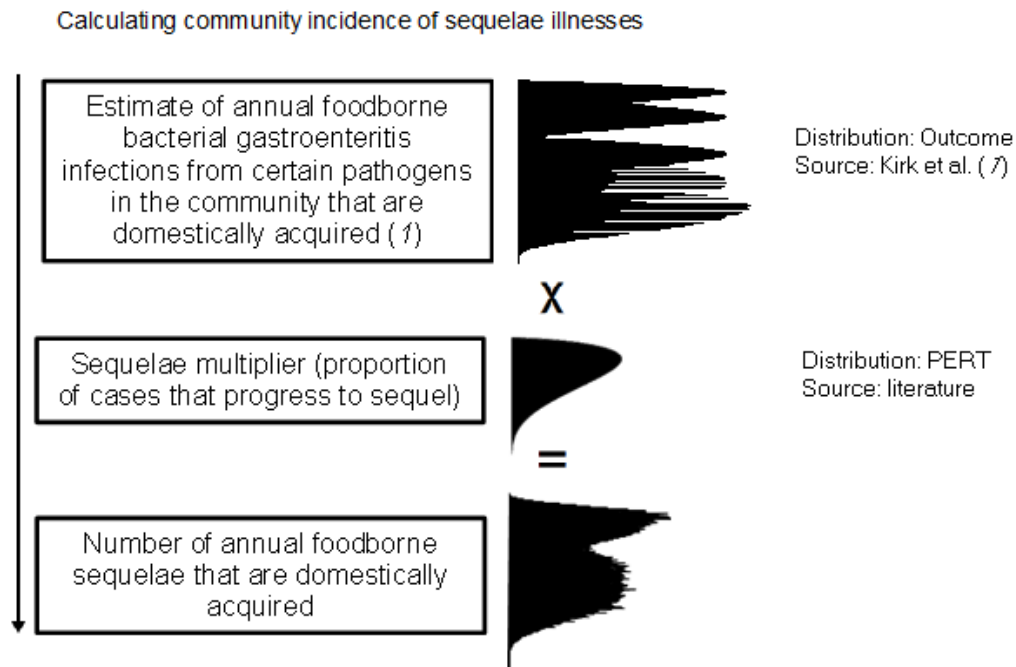 Calculating community incidence of sequelae illnesses
Estimate of annual foodborne
bacterial gastroenteritis
infections from certain pathogens
in the community that are
domestically acquired (1)
Distribution: Outcome
Source: Kirk et al. (7)
X
Sequelae multiplier (proportion
of cases that progress to sequel)
Distribution: PERT
Source: literature
=
Number of annual foodborne
sequelae that are domestically
acquired